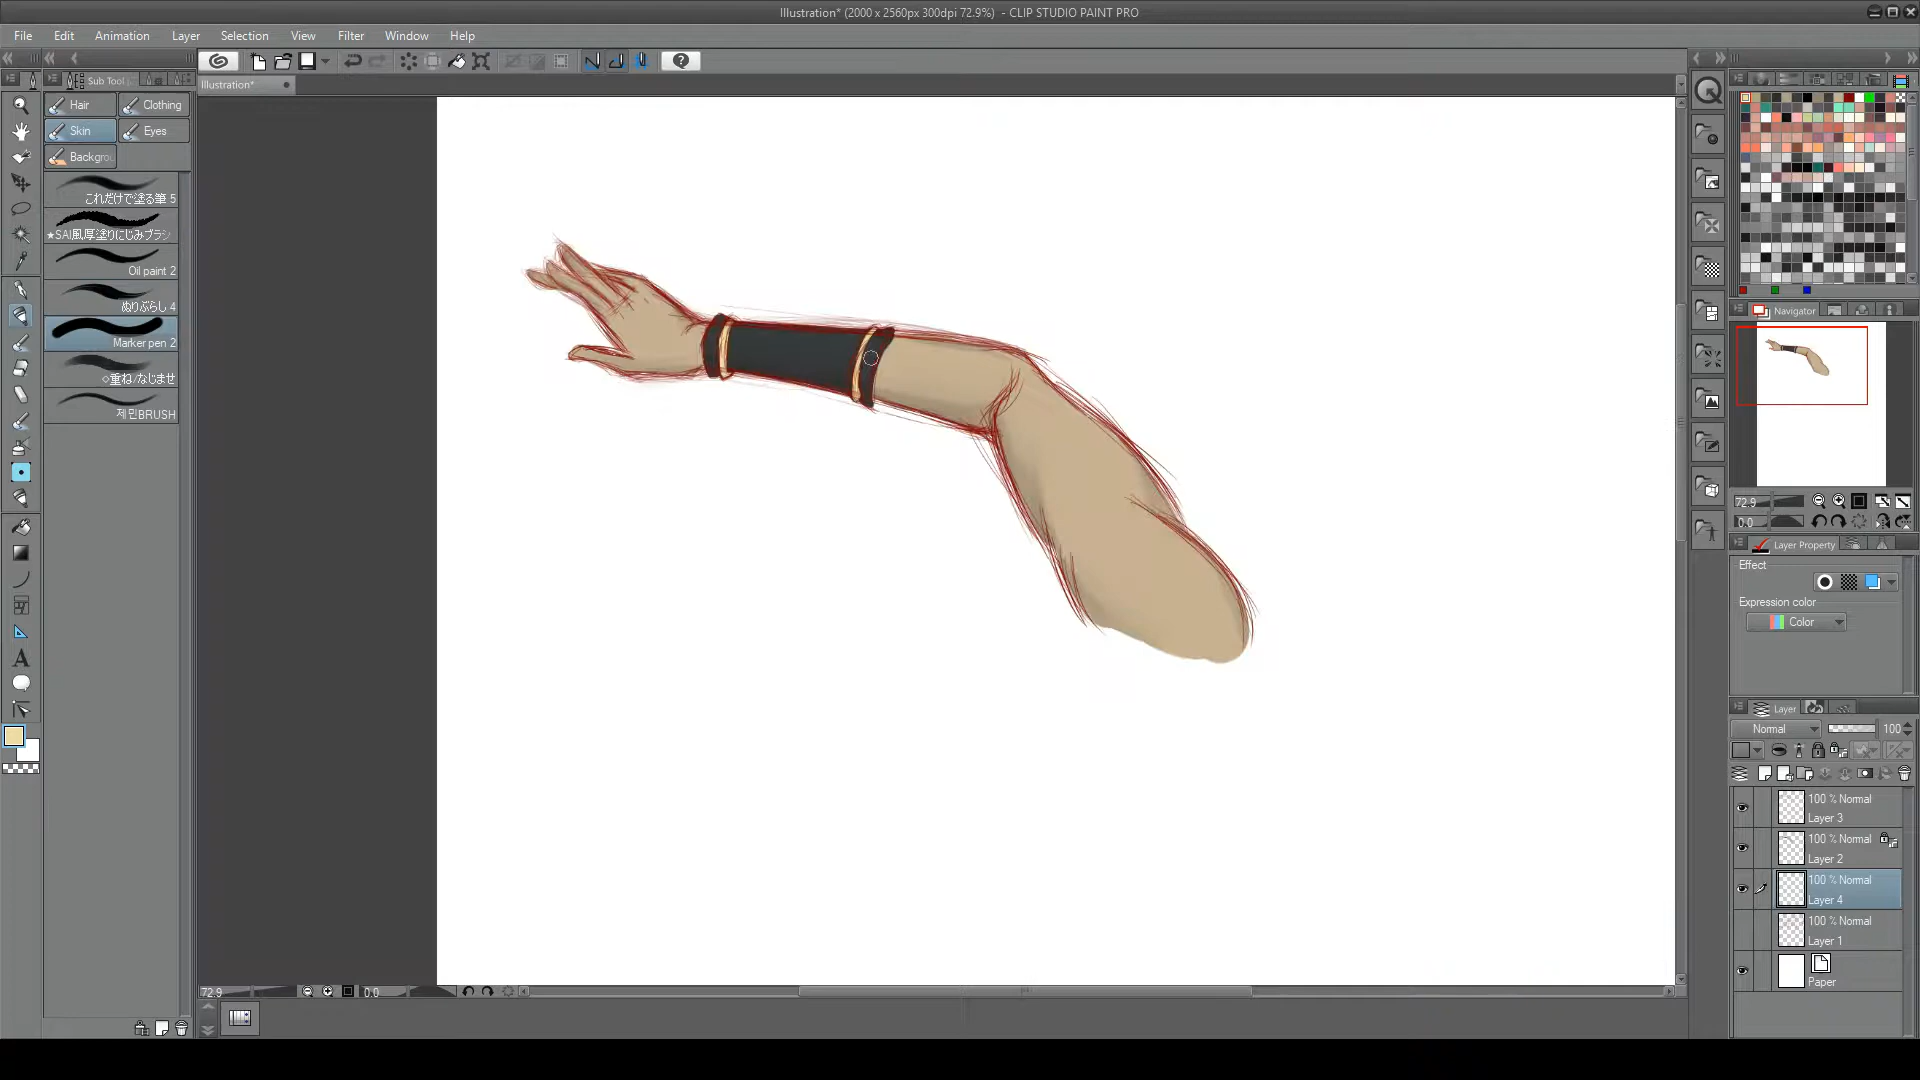 Illustration* (2000 x 2560px 300dpi 72.9%) - CLIP STUDIO PAINT PRO
File Edit Animation Layer Selection View Filter Window Help
Sub Tool
Illustration*
Hair Clothing
Skin Eyes
Backgrou
これだけで塗る筆 5
★SAI風厚塗りにじみブラシ
Oil paint 2
ぬりぶらし 4
Marker pen 2
◇重ね/なじませ
제민BRUSH
Navigator
72.9
0.0
Layer Property
Effect
Expression color
Color
Layer
Normal 100
100 % Normal
Layer 3
100 % Normal
Layer 2
100 % Normal
Layer 4
100 % Normal
Layer 1
Paper
72.9 0.0